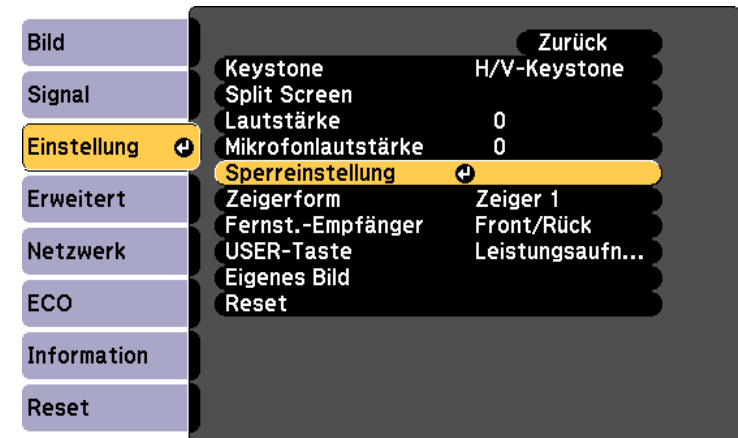 Bild
Signal
Einstellung
Erweitert
Netzwerk
ECO
Information
Reset
Zurück
Keystone H/V-Keystone
Split Screen
Lautstärke 0
Mikrofonlautstärke 0
Sperreinstellung
Zeigerform Zeiger 1
Fernst.-Empfänger Front/Rück
USER-Taste Leistungsaufn...
Eigenes Bild
Reset